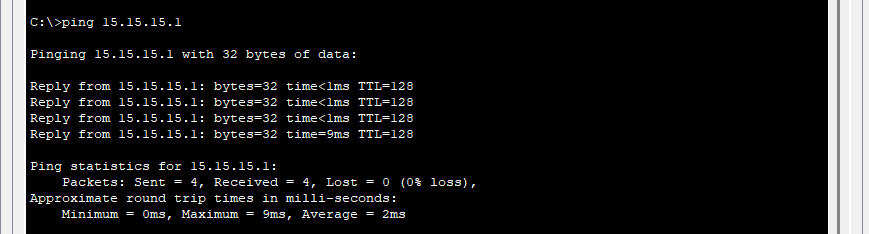 C:\>ping 15.15.15.1
Pinging 15.15.15.1 with 32 bytes of data:
Reply from 15.15.15.1: bytes=32 time<1ms TTL=128
Reply from 15.15.15.1: bytes=32 time<1ms TTL=128
Reply from 15.15.15.1: bytes=32 time<1ms TTL=128
Reply from 15.15.15.1: bytes=32 time=9ms TTL=128
Ping statistics for 15.15.15.1:
    Packets: Sent = 4, Received = 4, Lost = 0 (0% loss),
Approximate round trip times in milli-seconds:
    Minimum = 0ms, Maximum = 9ms, Average = 2ms